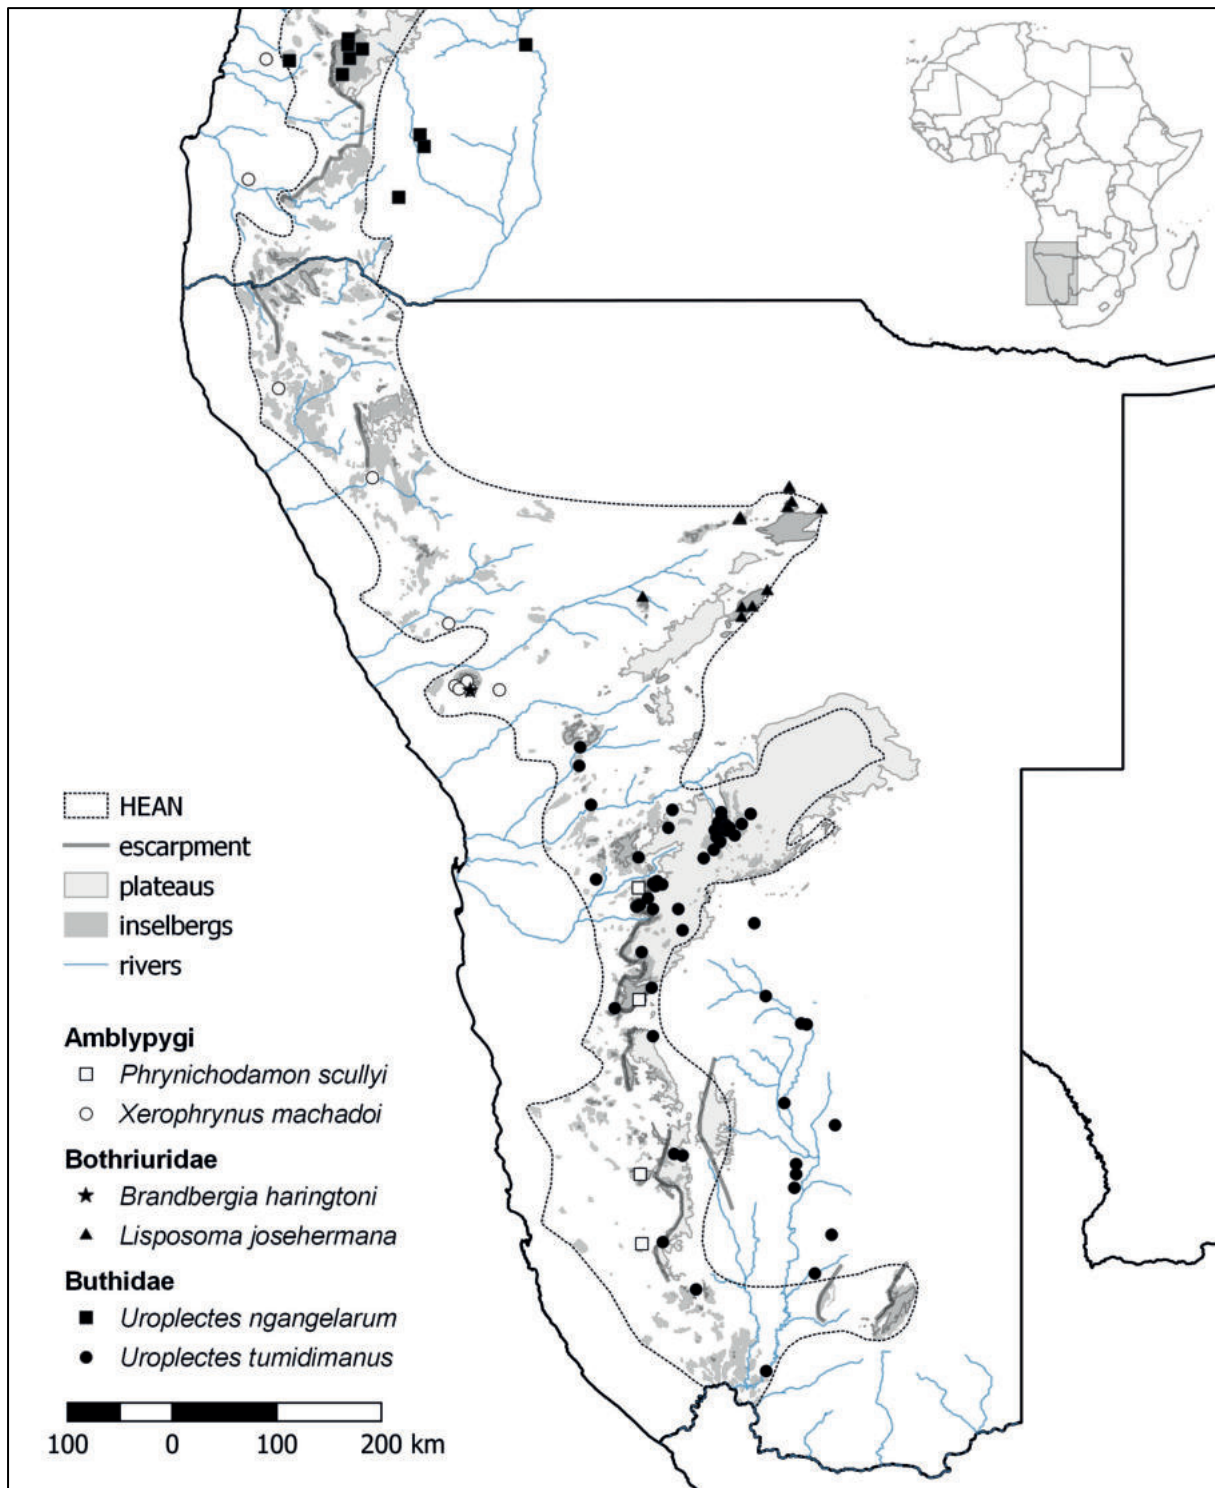 HEAN
escarpment
plateaus
inselbergs
rivers
Amblypygi
Phrynichodamon scullyi
Xerophrynus machadoi
Bothriuridae
Brandbergia haringtoni
Lisposoma josehermana
Buthidae
Uroplectes ngangelarum
Uroplectes tumidimanus
100 0 100 200 km